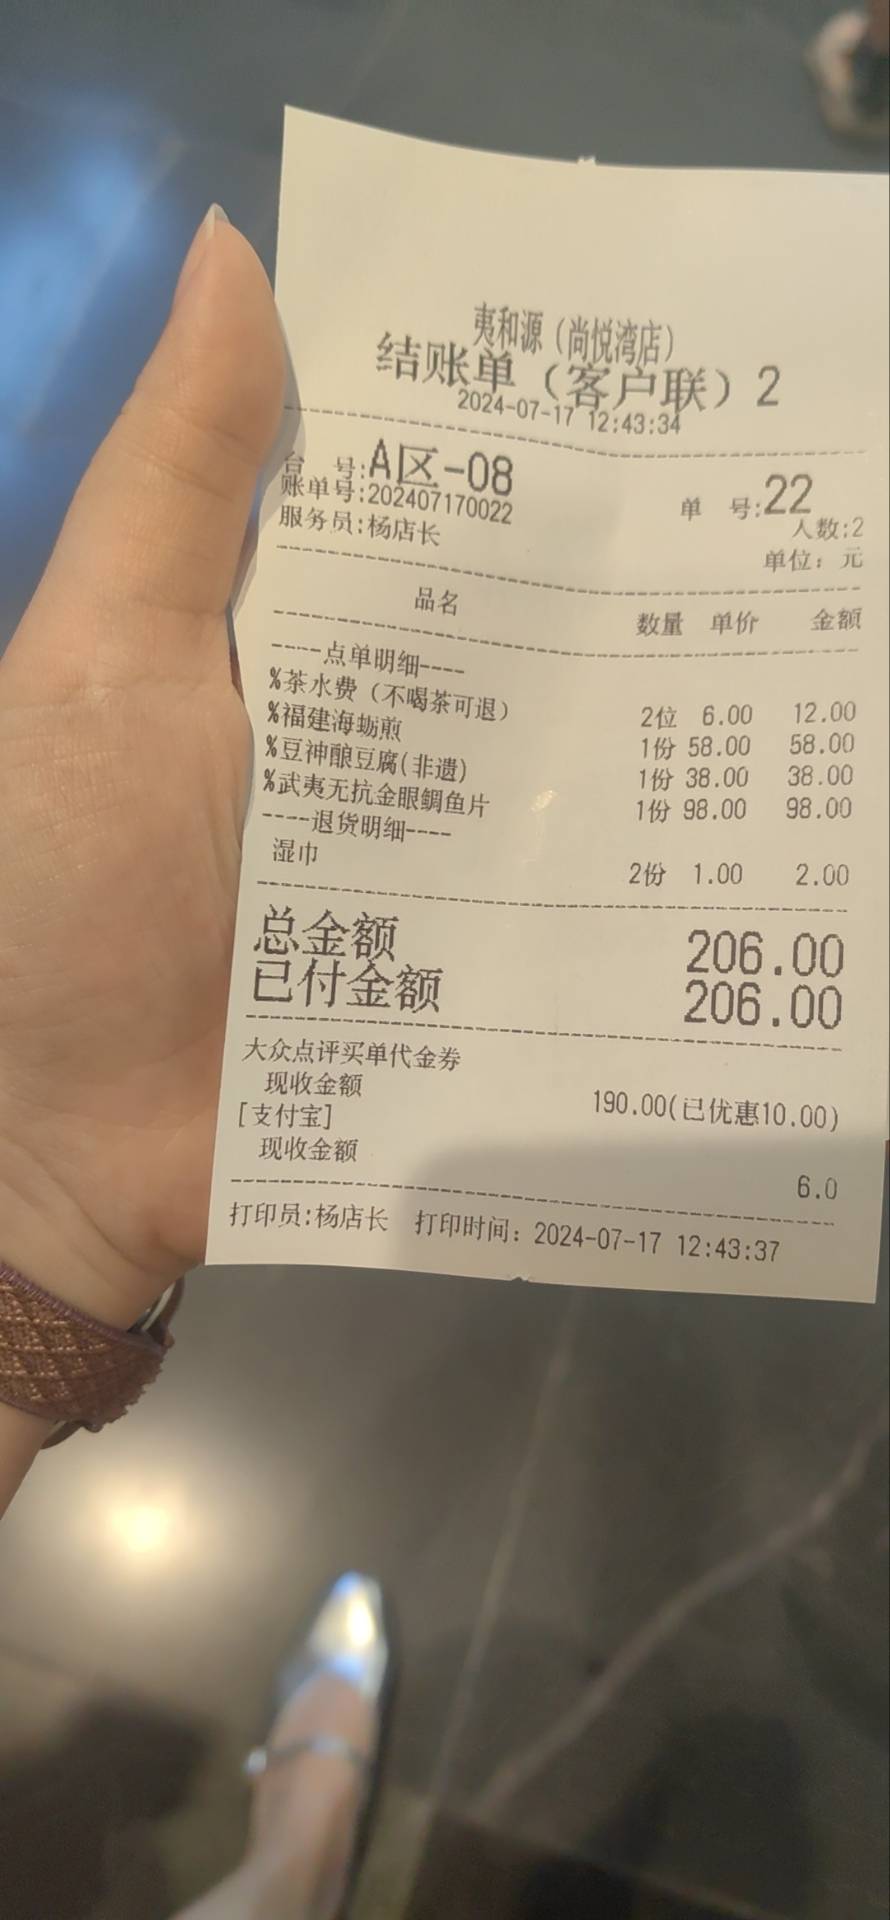 夷和源（尚悦湾店）
结账单（客户联）2
2024-07-17 12:43:34
台 号:A区-08 单 号:22
账单号:202407170022 人数:2
服务员:杨店长 单位：元
品名 数量 单价 金额
----点单明细----
%茶水费（不喝茶可退） 2位 6.00 12.00
%福建海蛎煎 1份 58.00 58.00
%豆神酿豆腐(非遗) 1份 38.00 38.00
%武夷无抗金眼鲷鱼片 1份 98.00 98.00
----退货明细----
湿巾 2份 1.00 2.00
总金额 206.00
已付金额 206.00
大众点评买单代金券
现收金额 190.00(已优惠10.00)
[支付宝]
现收金额 6.0
打印员:杨店长 打印时间：2024-07-17 12:43:37